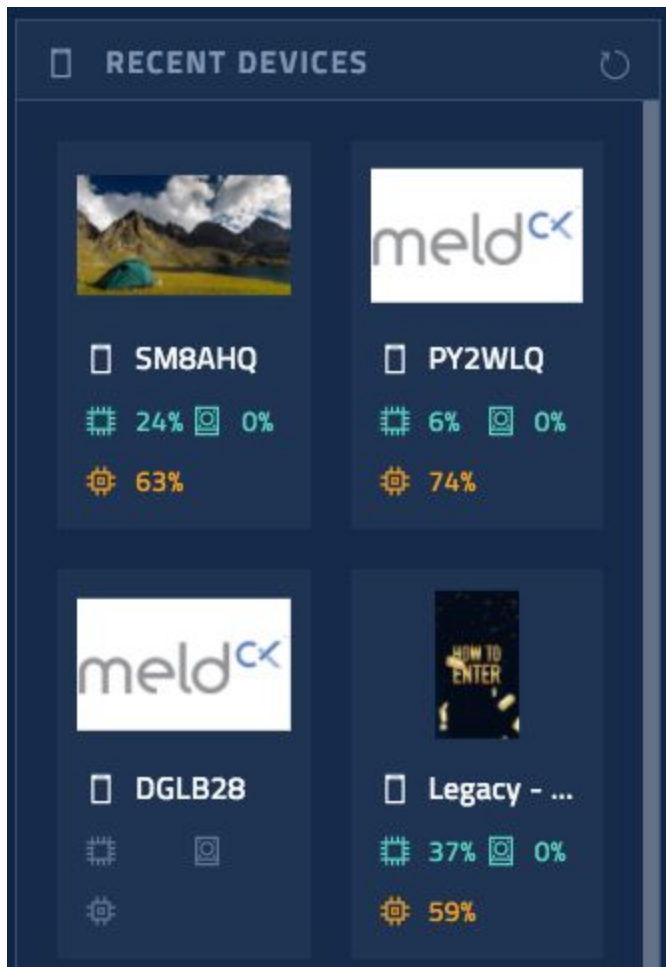 RECENT DEVICES
meldCX
meldCX
SM8AHQ
PY2WLQ
24% 0%
6% 0%
63%
74%
HOW TO
ENTER
DGLB28
Legacy - ...
37% 0%
59%